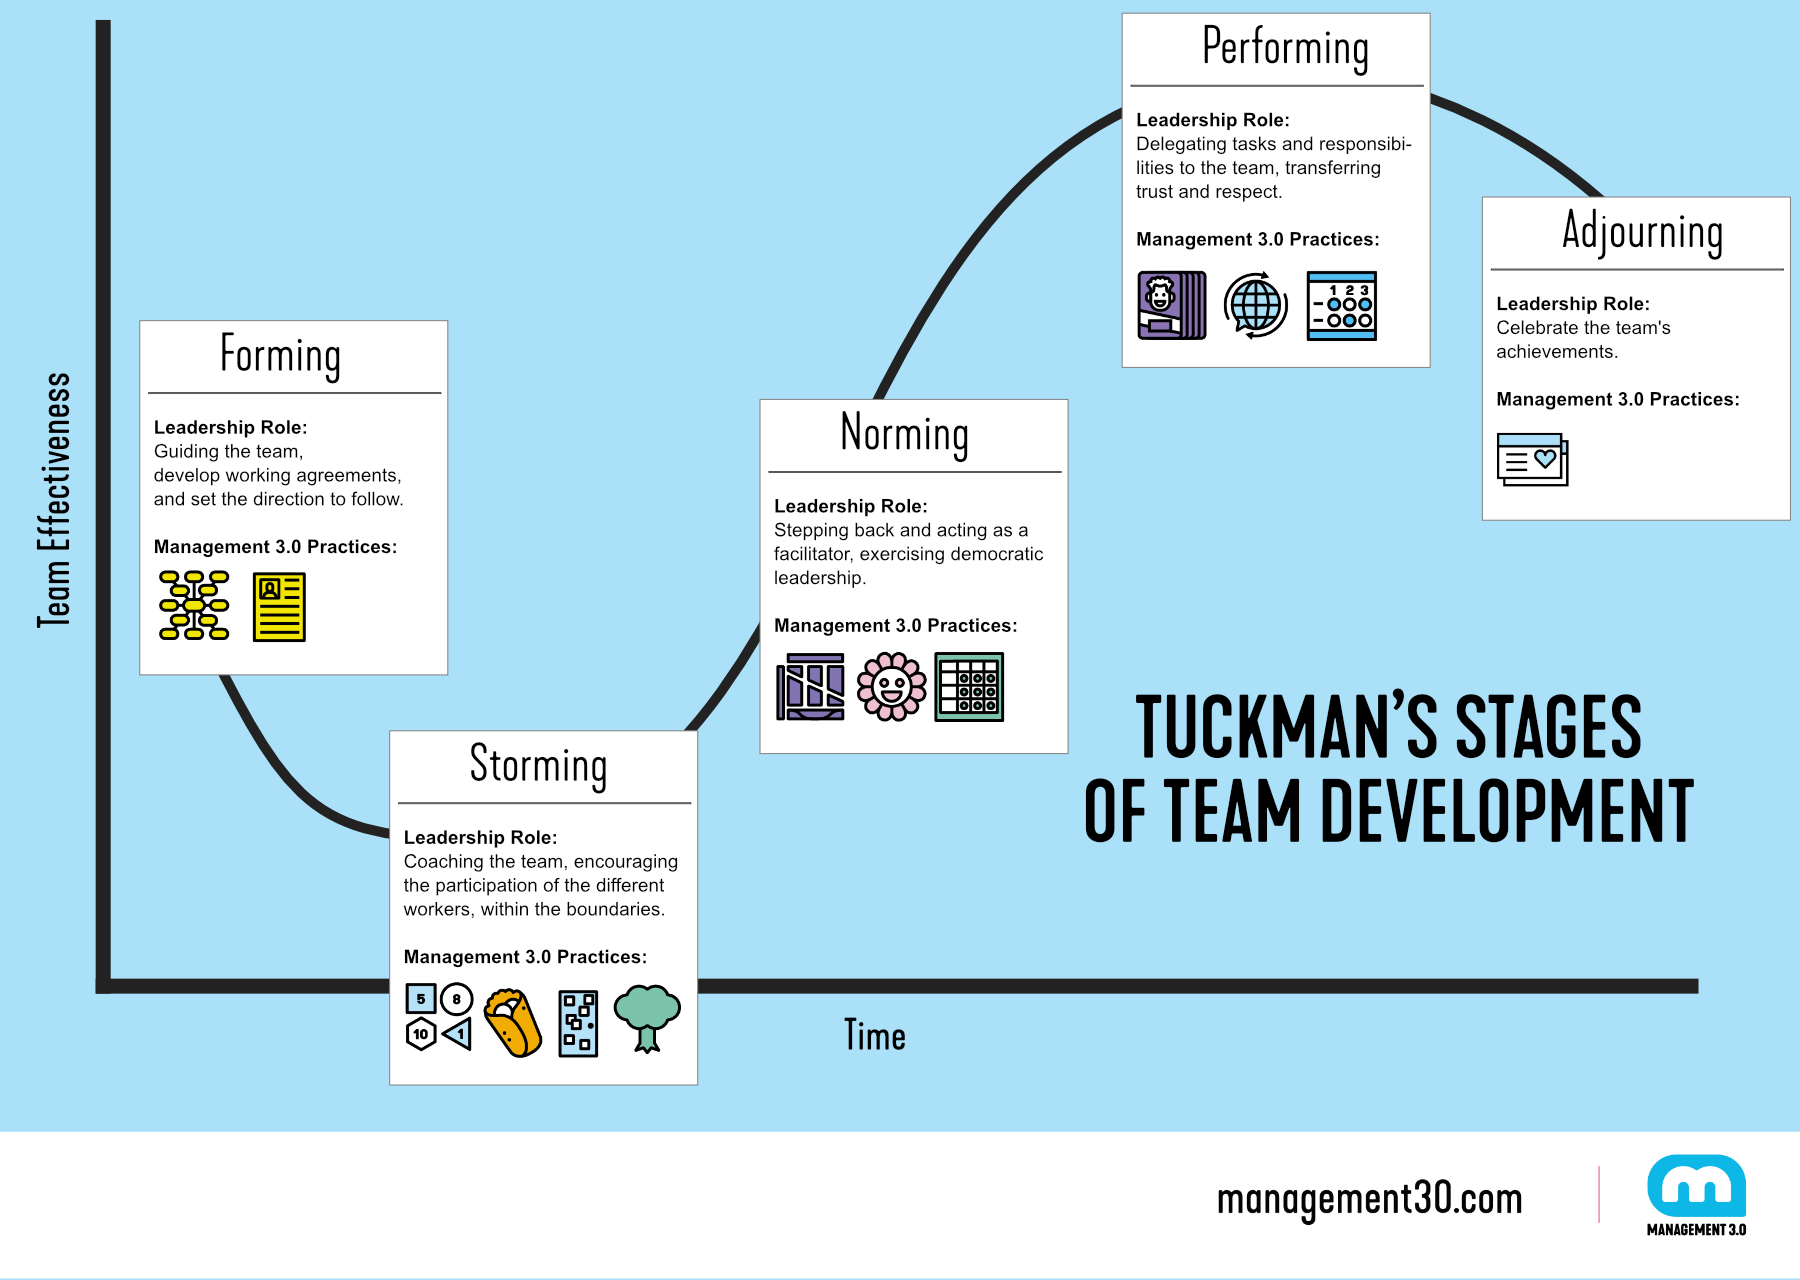 Team Effectiveness
Forming
Leadership Role:
Guiding the team,
develop working agreements,
and set the direction to follow.
Management 3.0 Practices:
Storming
Leadership Role:
Coaching the team, encouraging
the participation of the different
workers, within the boundaries.
Management 3.0 Practices:
5
8
10
1
Norming
Leadership Role:
Stepping back and acting as a
facilitator, exercising democratic
leadership.
Management 3.0 Practices:
Performing
Leadership Role:
Delegating tasks and responsibi-
lities to the team, transferring
trust and respect.
Management 3.0 Practices:
1 2 3
Adjourning
Leadership Role:
Celebrate the team's
achievements.
Management 3.0 Practices:
TUCKMAN’S STAGES
OF TEAM DEVELOPMENT
Time
management30.com
m
MANAGEMENT 3.0